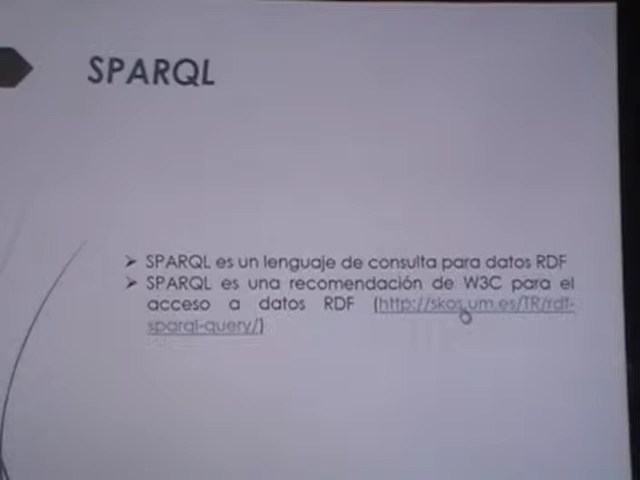 SPARQL
➤ SPARQL es un lenguaje de consulta para datos RDF
➤ SPARQL es una recomendación de W3C para el
acceso a datos RDF (http://skos.um.es/TR/rdf-
sparql-query/)